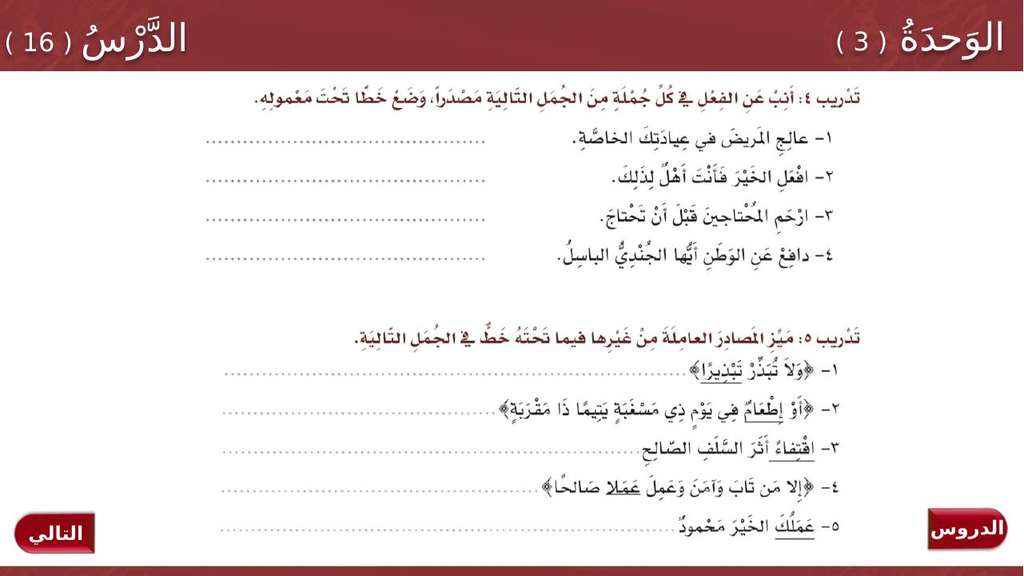 الوَحدَةُ ( 3 )
الدَّرْسُ ( 16 )
تَدْريب ٤: أَنِبْ عَنِ الفِعْلِ في كُلِّ جُمْلَةٍ مِنَ الجُمَلِ التَّالِيَةِ مَصْدَراً، وَضَعْ خَطًّا تَحْتَ مَعْمولِهِ.
١- عالِجِ المَريضَ في عِيادَتِكَ الخاصَّةِ. .............................................
٢- افْعَلِ الخَيْرَ فَأَنْتَ أَهْلٌ لِذَلِكَ. .............................................
٣- ارْحَمِ المُحْتاجينَ قَبْلَ أَنْ تَحْتاجَ. .............................................
٤- دافِعْ عَنِ الوَطَنِ أَيُّها الجُنْدِيُّ الباسِلُ. .............................................
تَدْريب ٥: مَيِّزِ المَصادِرَ العامِلَةَ مِنْ غَيْرِها فيما تَحْتَهُ خَطٌّ في الجُمَلِ التَّالِيَةِ.
١- ﴿وَلاَ تُبَذِّرْ تَبْذِيرًا﴾ .............................................
٢- ﴿أَوْ إِطْعَامٌ فِي يَوْمٍ ذِي مَسْغَبَةٍ يَتِيمًا ذَا مَقْرَبَةٍ﴾ .............................................
٣- اقْتِفاءُ أَثَرَ السَّلَفِ الصّالِحِ .............................................
٤- ﴿إِلا مَن تَابَ وَآمَنَ وَعَمِلَ عَمَلا صَالحًا﴾ .............................................
٥- عَمَلُكَ الخَيْرَ مَحْمودٌ .............................................
الدروس
التالي